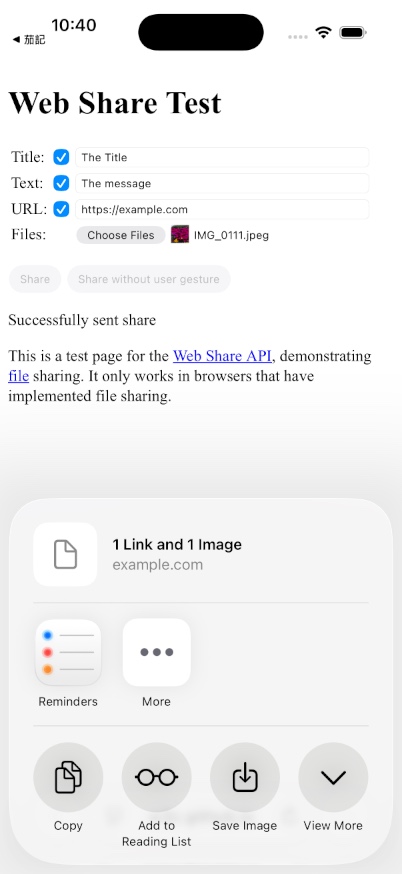 10:40
◀ 茄記
Web Share Test
Title: The Title
Text: The message
URL: https://example.com
Files: Choose Files IMG_0111.jpeg
Share Share without user gesture
Successfully sent share
This is a test page for the Web Share API, demonstrating
file sharing. It only works in browsers that have
implemented file sharing.
1 Link and 1 Image
example.com
Reminders More
Copy Add to Reading List Save Image View More